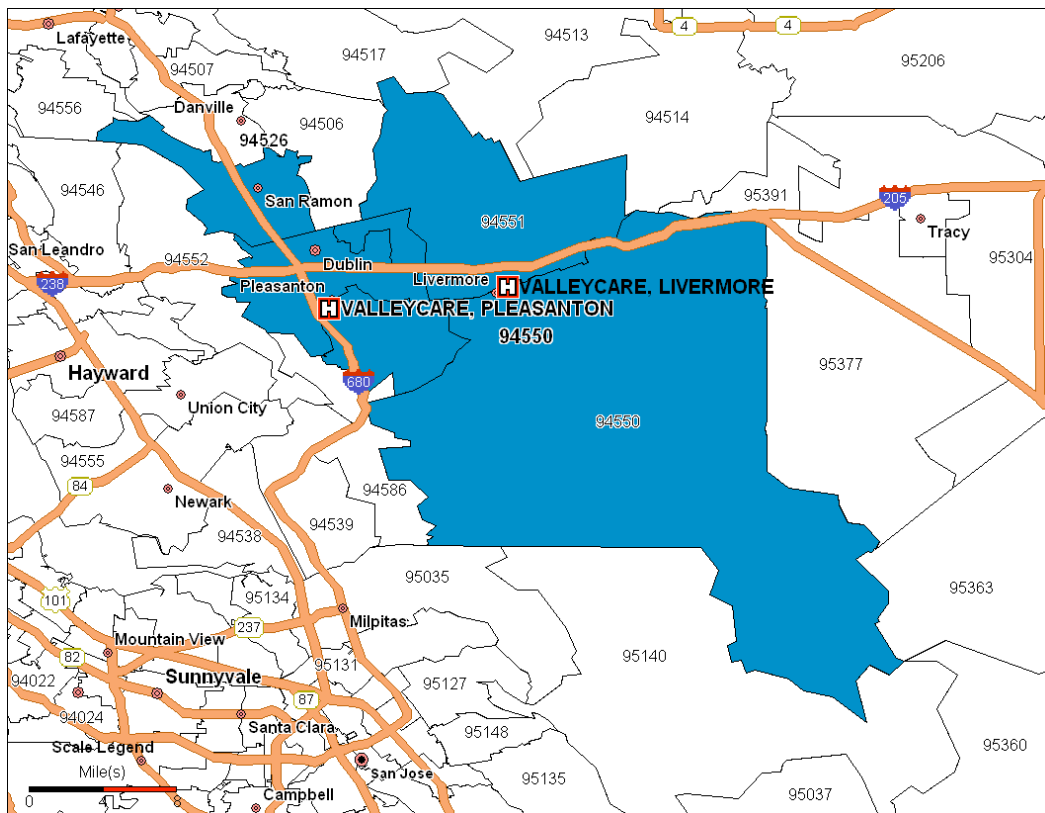 4
4
Lafayette
94513
94517
95206
94507
Danville
94556
94506
94514
94526
94546
San Ramon
95391
205
94551
Tracy
San Leandro
94552
Dublin
95304
238
Pleasanton
Livermore
VALLEYCARE, LIVERMORE
VALLEYCARE, PLEASANTON
94550
95377
Hayward
680
Union City
94587
94550
94555
84
94586
Newark
94539
94538
95035
95363
95134
101
Milpitas
237
Mountain View
82
95131
95140
94022
Sunnyvale
95127
87
94024
Santa Clara
95148
Scale Legend
95360
Mile(s)
San Jose
95135
0
4
8
Campbell
95037